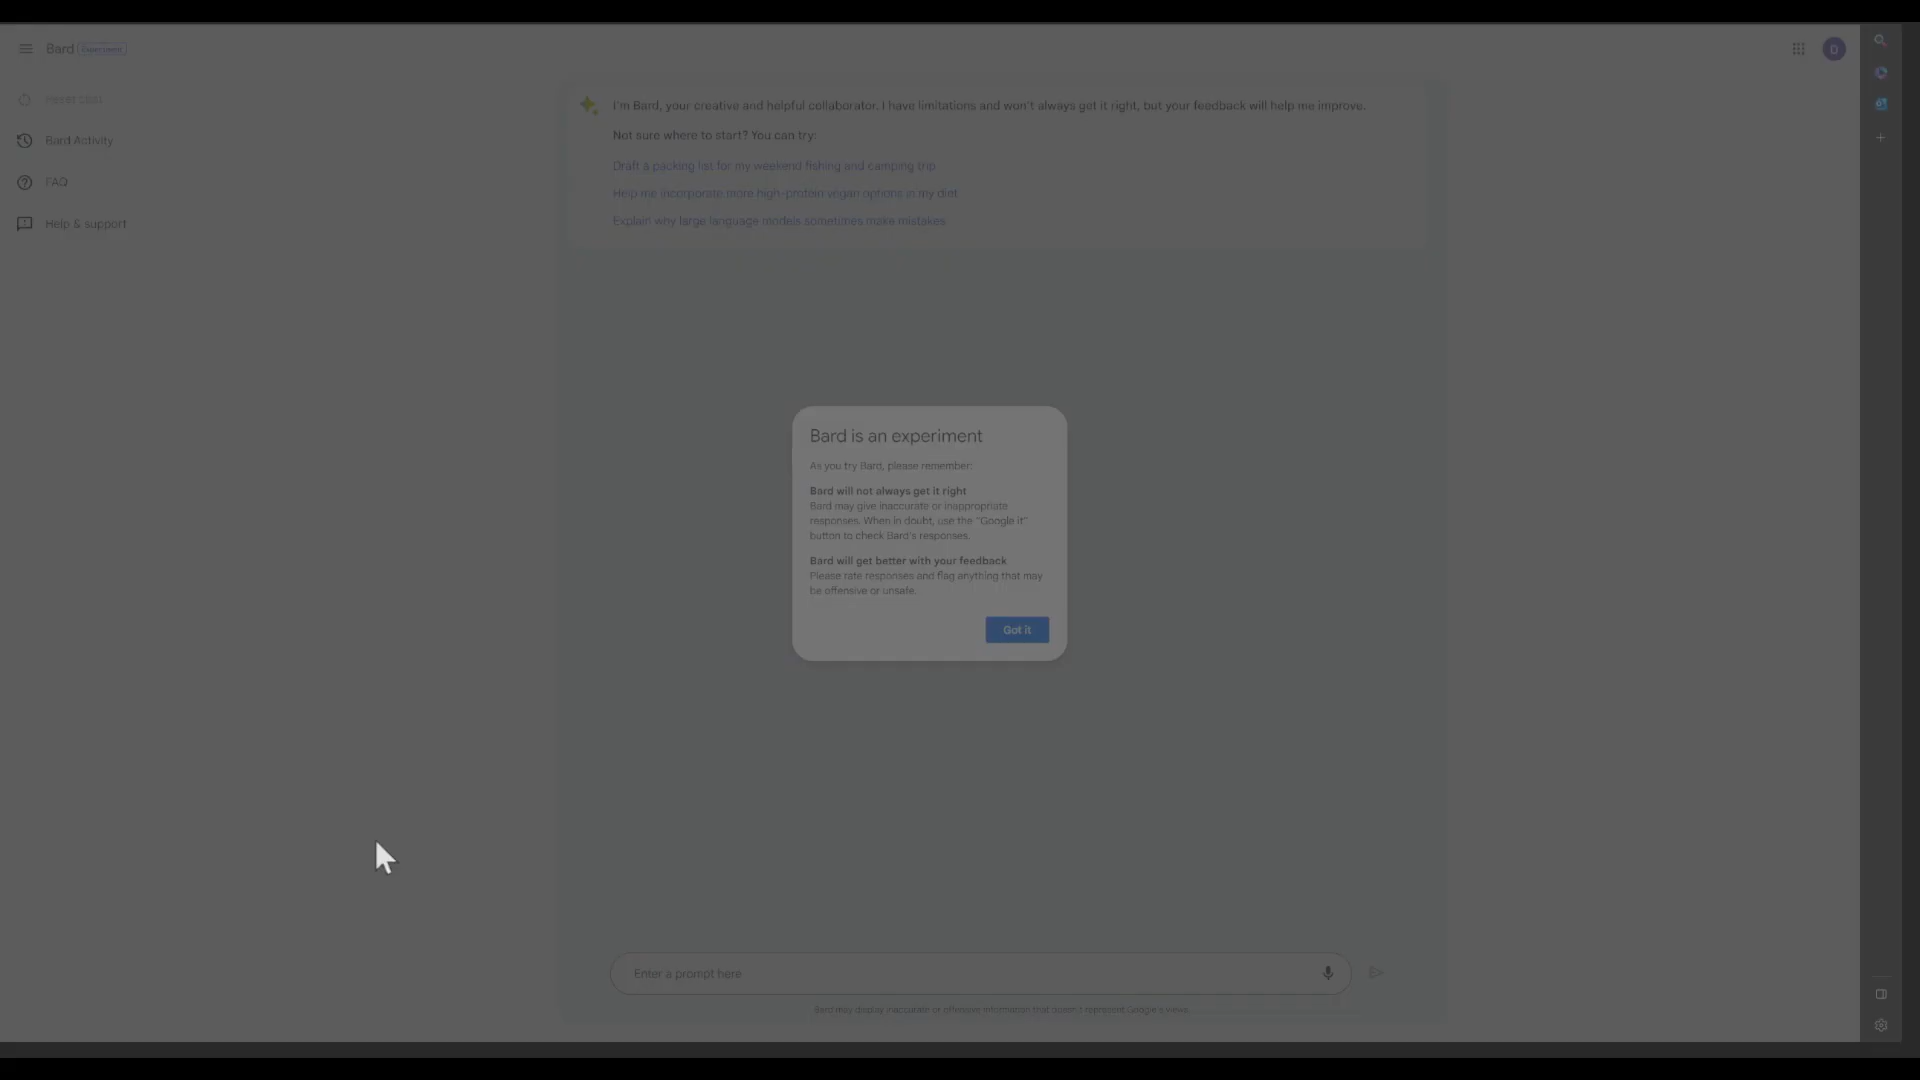 Bard Experiment
D
Reset chat
Bard Activity
FAQ
Help & support
I'm Bard, your creative and helpful collaborator. I have limitations and won't always get it right, but your feedback will help me improve.
Not sure where to start? You can try:
Draft a packing list for my weekend fishing and camping trip
Help me incorporate more high-protein vegan options in my diet
Explain why large language models sometimes make mistakes
Bard is an experiment
As you try Bard, please remember:
Bard will not always get it right
Bard may give inaccurate or inappropriate
responses. When in doubt, use the "Google it"
button to check Bard's responses.
Bard will get better with your feedback
Please rate responses and flag anything that may
be offensive or unsafe.
Got it
Enter a prompt here
Bard may display inaccurate or offensive information that doesn't represent Google's views.